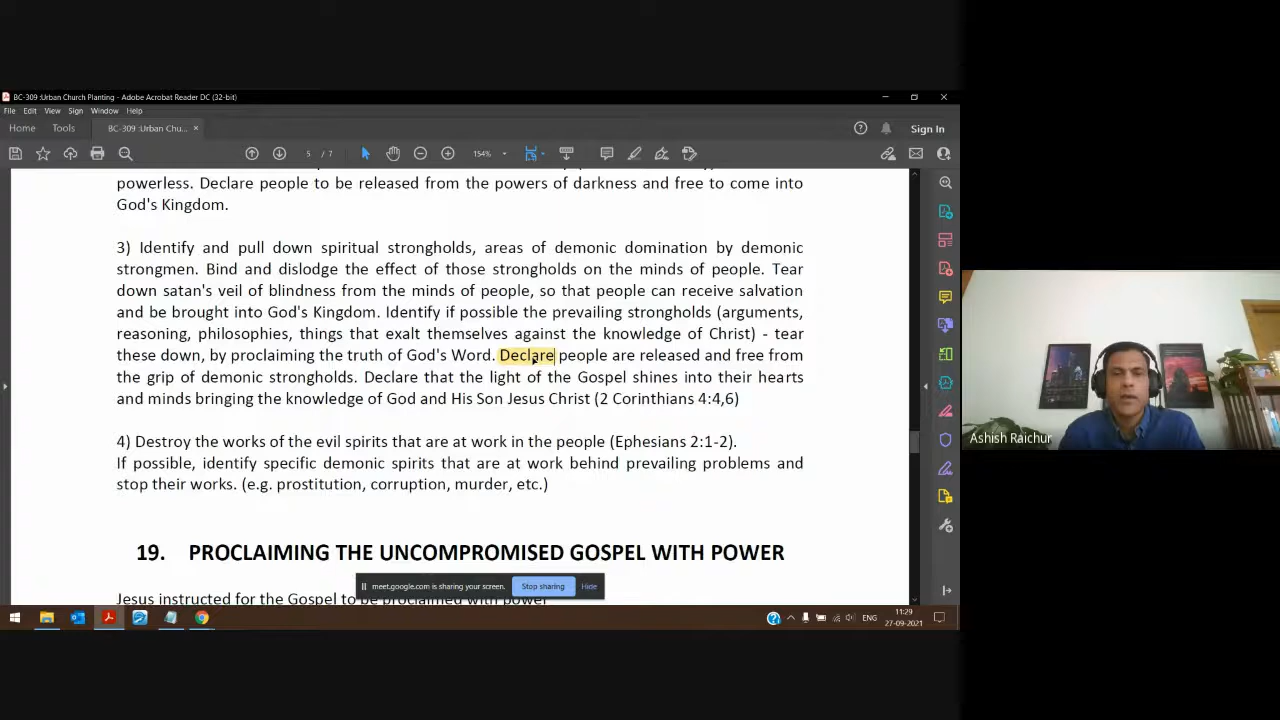 BC-309 :Urban Church Planting - Adobe Acrobat Reader DC (32-bit)
File Edit View Sign Window Help
Home Tools BC-309 :Urban Chu... × Sign In
5 / 7 154%
powerless. Declare people to be released from the powers of darkness and free to come into
God's Kingdom.
3) Identify and pull down spiritual strongholds, areas of demonic domination by demonic
strongmen. Bind and dislodge the effect of those strongholds on the minds of people. Tear
down satan's veil of blindness from the minds of people, so that people can receive salvation
and be brought into God's Kingdom. Identify if possible the prevailing strongholds (arguments,
reasoning, philosophies, things that exalt themselves against the knowledge of Christ) - tear
these down, by proclaiming the truth of God's Word. Declare people are released and free from
the grip of demonic strongholds. Declare that the light of the Gospel shines into their hearts
and minds bringing the knowledge of God and His Son Jesus Christ (2 Corinthians 4:4,6)
Ashish Raichur
4) Destroy the works of the evil spirits that are at work in the people (Ephesians 2:1-2).
If possible, identify specific demonic spirits that are at work behind prevailing problems and
stop their works. (e.g. prostitution, corruption, murder, etc.)
19. PROCLAIMING THE UNCOMPROMISED GOSPEL WITH POWER
meet.google.com is sharing your screen. Stop sharing Hide
Jesus instructed for the Gospel to be proclaimed with power
ENG
11:29
27-09-2021